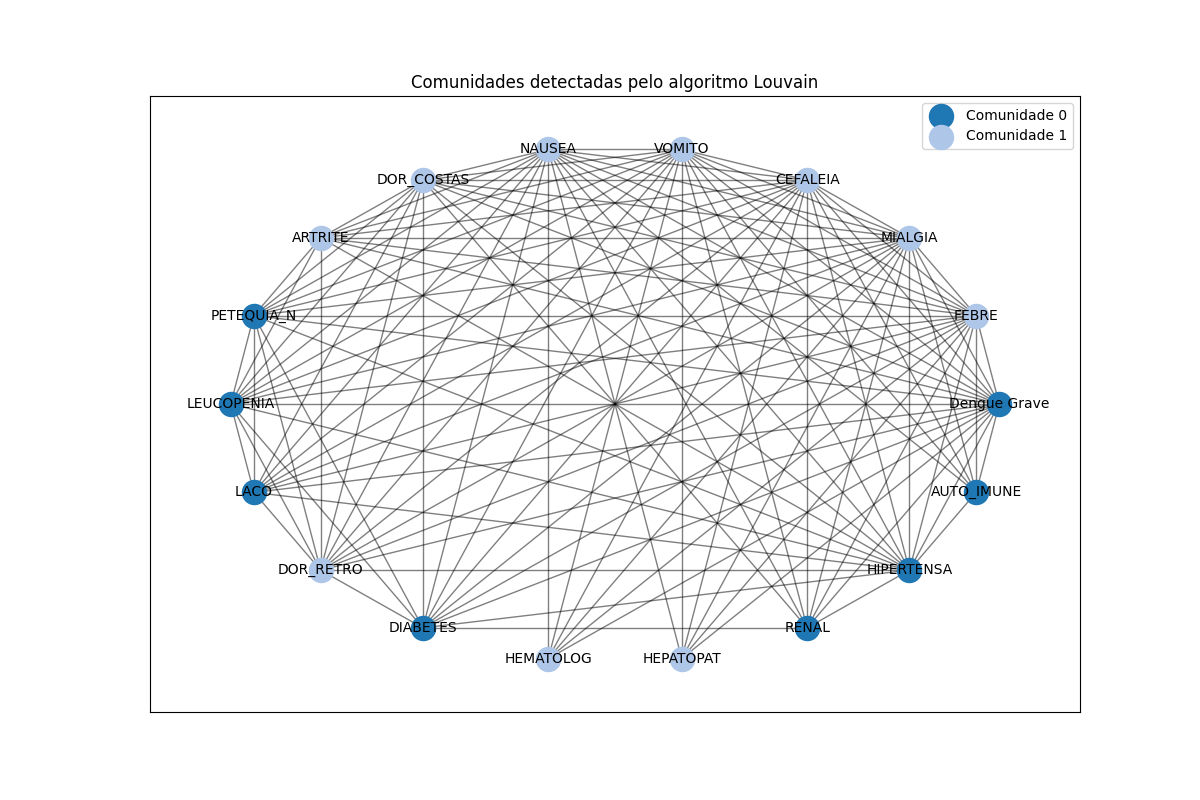 Comunidades detectadas pelo algoritmo Louvain
Comunidade 0
Comunidade 1
NAUSEA
VOMITO
DOR_COSTAS
CEFALEIA
ARTRITE
MIALGIA
PETEQUIA_N
FEBRE
LEUCOPENIA
Dengue Grave
LACO
AUTO_IMUNE
DOR_RETRO
HIPERTENSA
DIABETES
RENAL
HEMATOLOG
HEPATOPAT